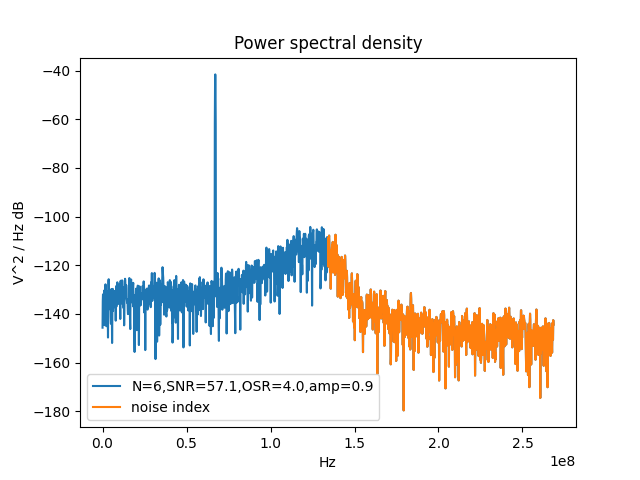 Power spectral density
V^2 / Hz dB
−40
−60
−80
−100
−120
−140
−160
−180
N=6,SNR=57.1,OSR=4.0,amp=0.9
noise index
0.0 0.5 1.0 1.5 2.0 2.5
1e8
Hz